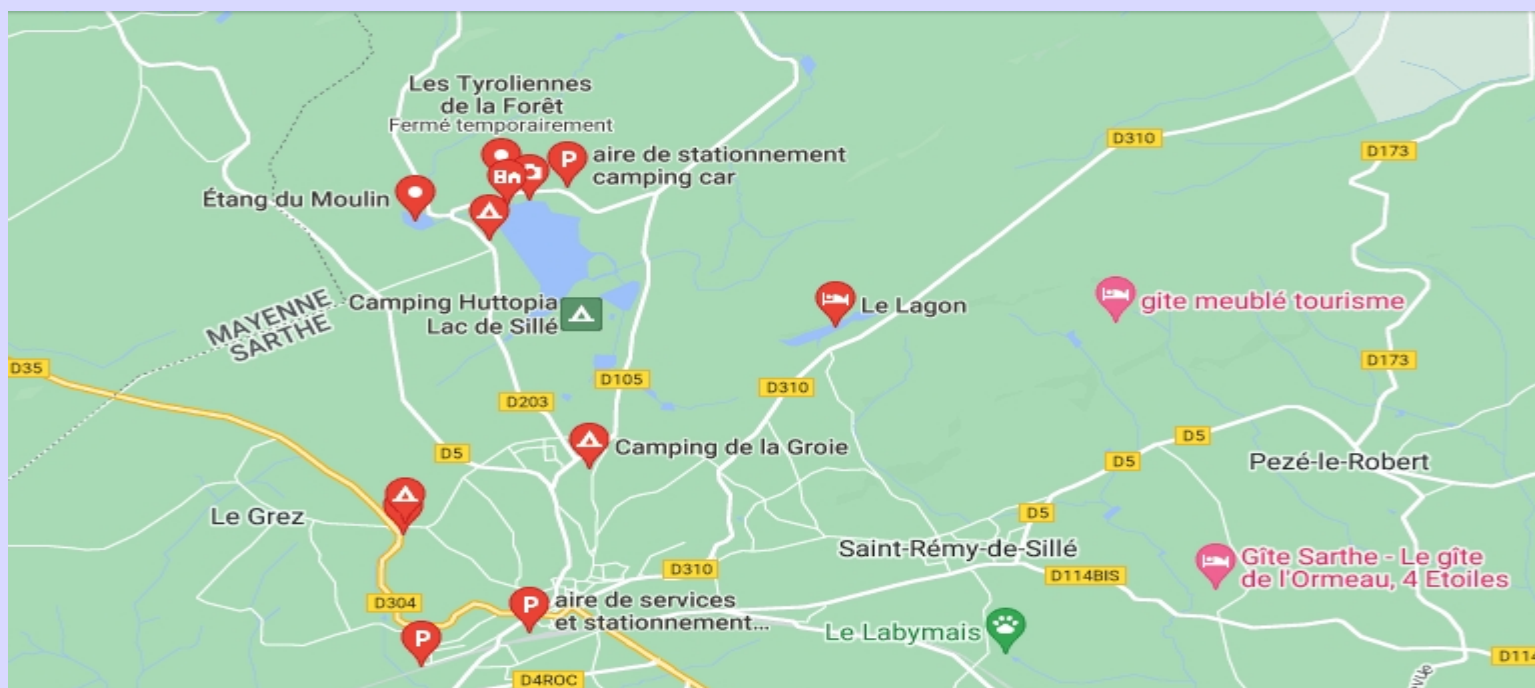 Les Tyroliennes
de la Forêt
Fermé temporairement
P
aire de stationnement
camping car
D310
D173
Étang du Moulin
MAYENNE
SARTHE
Camping Huttopia
Lac de Sillé
Le Lagon
gite meublé tourisme
D35
D105
D310
D173
D203
D5
Camping de la Groie
D5
D5
Pezé-le-Robert
Le Grez
D5
Saint-Rémy-de-Sillé
D310
D114BIS
Gîte Sarthe - Le gîte
de l'Ormeau, 4 Etoiles
D304
P
aire de services
et stationnement...
P
Le Labymais
D114
D4ROC